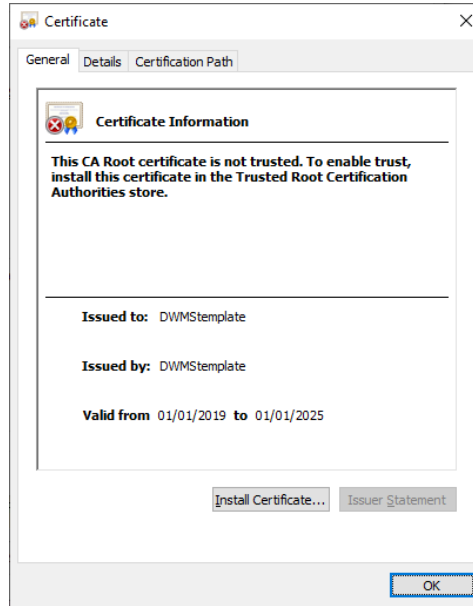 Certificate
General Details Certification Path
Certificate Information
This CA Root certificate is not trusted. To enable trust,
install this certificate in the Trusted Root Certification
Authorities store.
Issued to: DWMStemplate
Issued by: DWMStemplate
Valid from 01/01/2019 to 01/01/2025
Install Certificate... Issuer Statement
OK